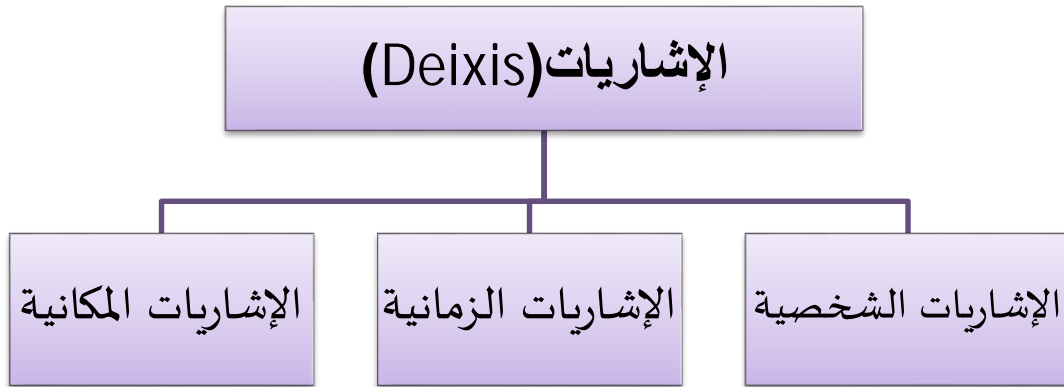 الإشاريات(Deixis)
الإشاريات الشخصية
الإشاريات الزمانية
الإشاريات المكانية